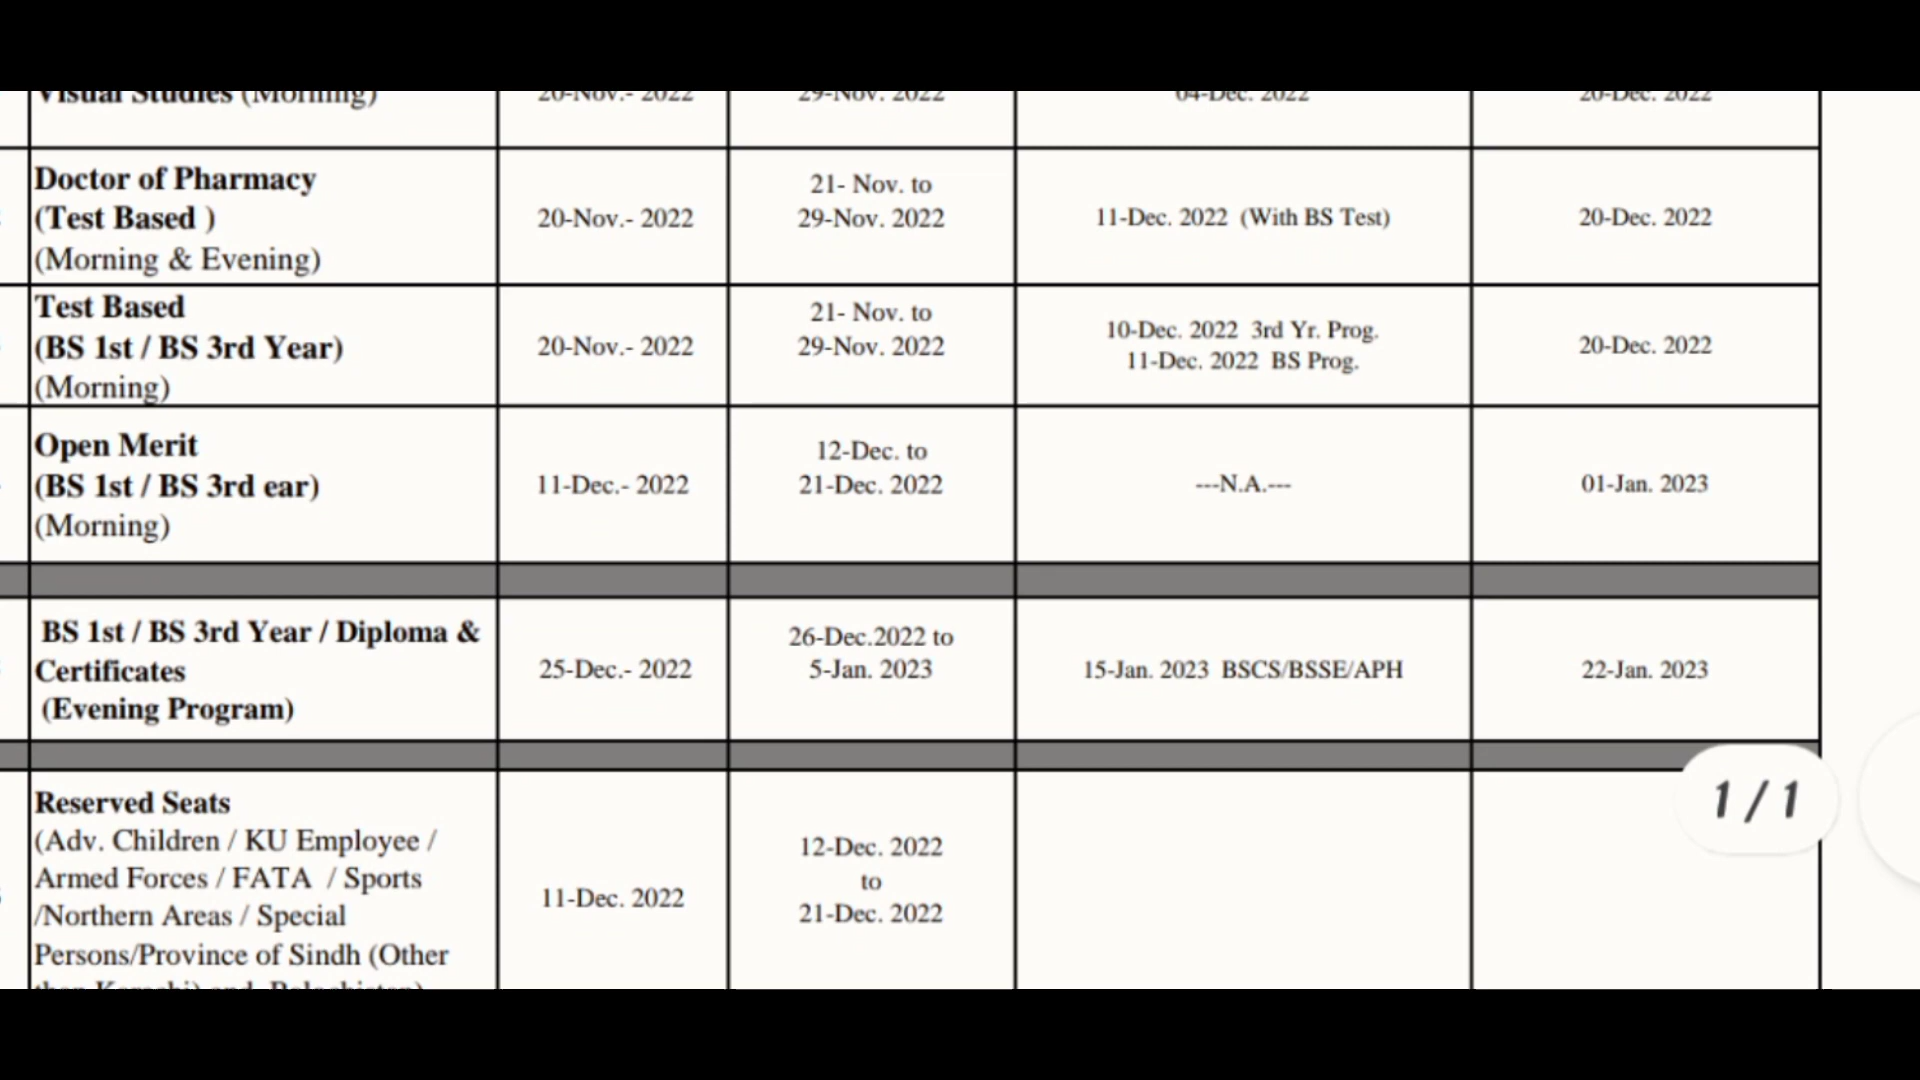 Visual Studies (Morning)
20-Nov.- 2022
29-Nov. 2022
04-Dec. 2022
20-Dec. 2022
Doctor of Pharmacy
(Test Based )
(Morning & Evening)
20-Nov.- 2022
21- Nov. to
29-Nov. 2022
11-Dec. 2022 (With BS Test)
20-Dec. 2022
Test Based
(BS 1st / BS 3rd Year)
(Morning)
20-Nov.- 2022
21- Nov. to
29-Nov. 2022
10-Dec. 2022 3rd Yr. Prog.
11-Dec. 2022 BS Prog.
20-Dec. 2022
Open Merit
(BS 1st / BS 3rd ear)
(Morning)
11-Dec.- 2022
12-Dec. to
21-Dec. 2022
---N.A.---
01-Jan. 2023
BS 1st / BS 3rd Year / Diploma &
Certificates
(Evening Program)
25-Dec.- 2022
26-Dec.2022 to
5-Jan. 2023
15-Jan. 2023 BSCS/BSSE/APH
22-Jan. 2023
Reserved Seats
(Adv. Children / KU Employee /
Armed Forces / FATA / Sports
/Northern Areas / Special
Persons/Province of Sindh (Other
than Karachi) and Balochistan)
11-Dec. 2022
12-Dec. 2022
to
21-Dec. 2022
1 / 1